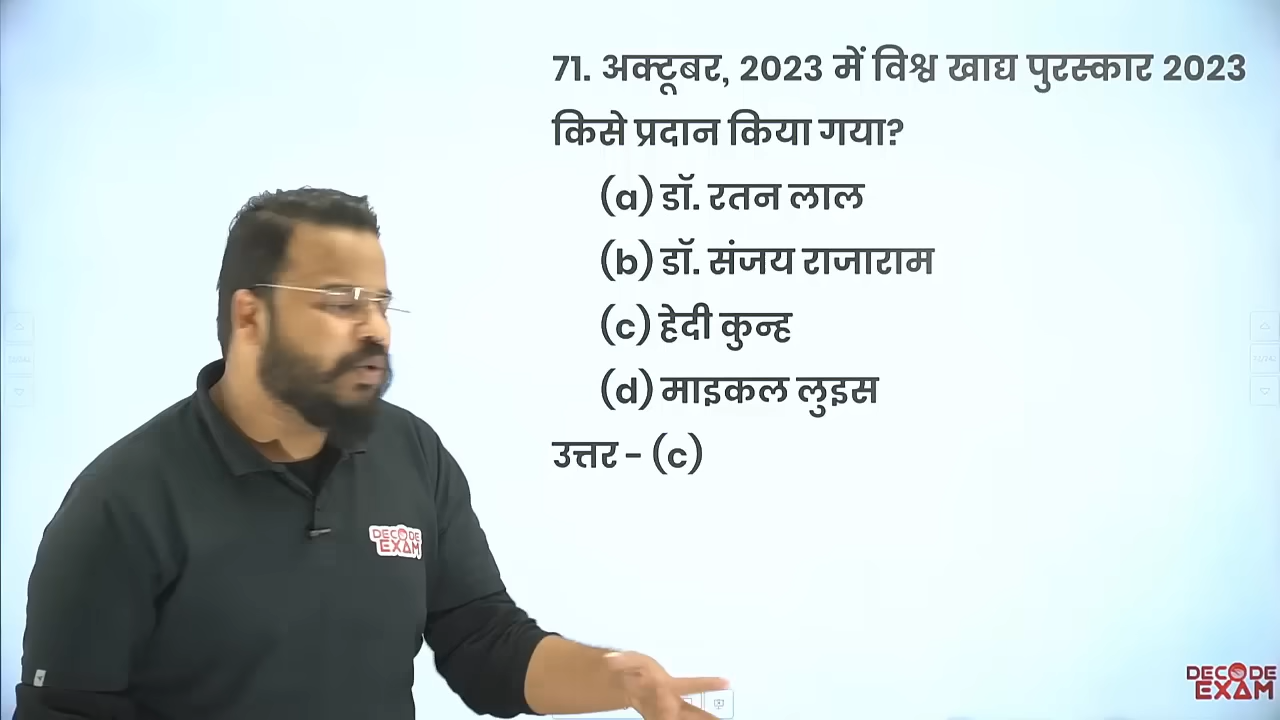 71. अक्टूबर, 2023 में विश्व खाद्य पुरस्कार 2023
किसे प्रदान किया गया?
(a) डॉ. रतन लाल
(b) डॉ. संजय राजाराम
(c) हेदी कुन्ह
(d) माइकल लुइस
उत्तर - (c)
DECODE
EXAM
DECODE
EXAM